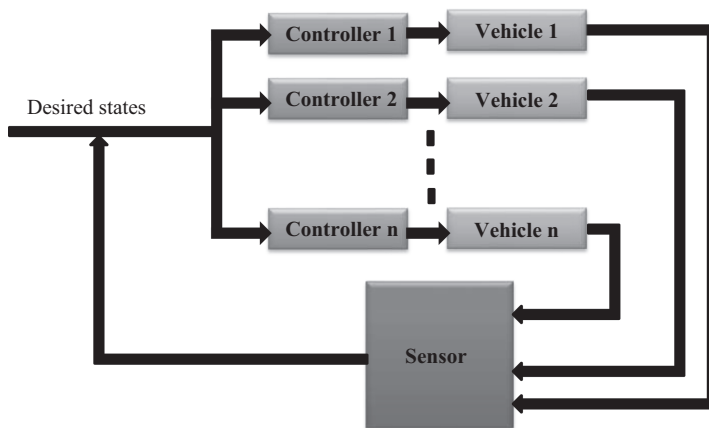 Controller 1
Vehicle 1
Controller 2
Vehicle 2
Desired states
Controller n
Vehicle n
Sensor